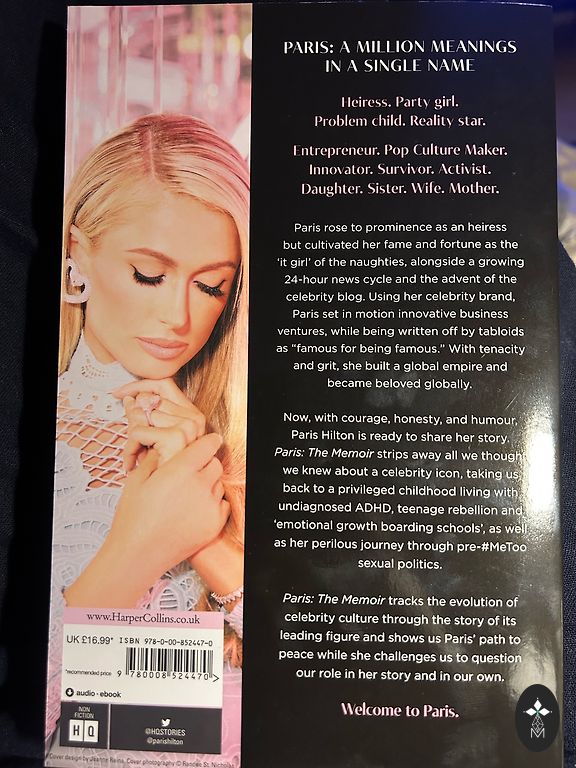 PARIS: A MILLION MEANINGS
IN A SINGLE NAME
Heiress. Party girl.
Problem child. Reality star.
Entrepreneur. Pop Culture Maker.
Innovator. Survivor. Activist.
Daughter. Sister. Wife. Mother.
Paris rose to prominence as an heiress
but cultivated her fame and fortune as the
‘it girl’ of the naughties, alongside a growing
24-hour news cycle and the advent of the
celebrity blog. Using her celebrity brand,
Paris set in motion innovative business
ventures, while being written off by tabloids
as “famous for being famous.” With tenacity
and grit, she built a global empire and
became beloved globally.
Now, with courage, honesty, and humour,
Paris Hilton is ready to share her story.
Paris: The Memoir strips away all we thought
we knew about a celebrity icon, taking us
back to a privileged childhood living with
undiagnosed ADHD, teenage rebellion and
‘emotional growth boarding schools’, as well
as her perilous journey through pre-#MeToo
sexual politics.
Paris: The Memoir tracks the evolution of
celebrity culture through the story of its
leading figure and shows us Paris’ path to
peace while she challenges us to question
our role in her story and in our own.
Welcome to Paris.
www.HarperCollins.co.uk
UK £16.99* ISBN 978-0-00-852447-0
*recommended price
9 780008 524470 >
audio · ebook
NON
FICTION
HQ
@HQSTORIES
@parishilton
Cover design by Jeanne Reina. Cover photography © Randee St. Nicholas
M